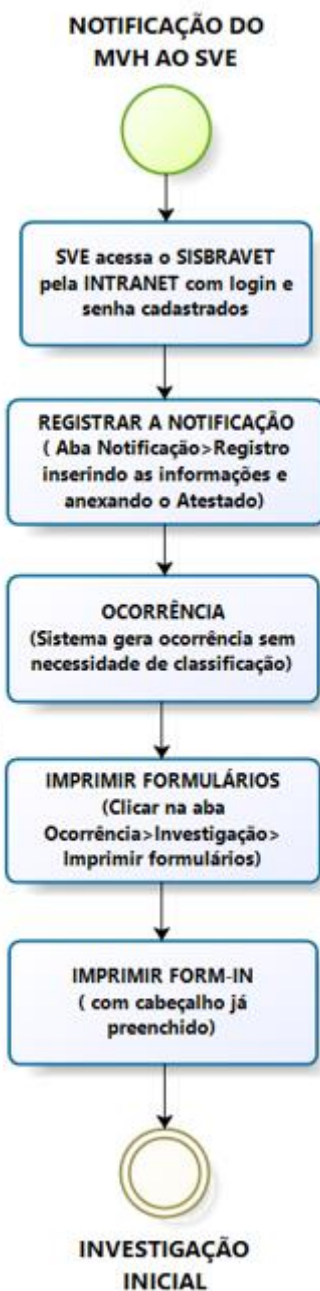 NOTIFICAÇÃO DO
MVH AO SVE
SVE acessa o SISBRAVET
pela INTRANET com login e
senha cadastrados
REGISTRAR A NOTIFICAÇÃO
( Aba Notificação>Registro
inserindo as informações e
anexando o Atestado)
OCORRÊNCIA
(Sistema gera ocorrência sem
necessidade de classificação)
IMPRIMIR FORMULÁRIOS
(Clicar na aba
Ocorrência>Investigação>
Imprimir formulários)
IMPRIMIR FORM-IN
( com cabeçalho já
preenchido)
INVESTIGAÇÃO
INICIAL